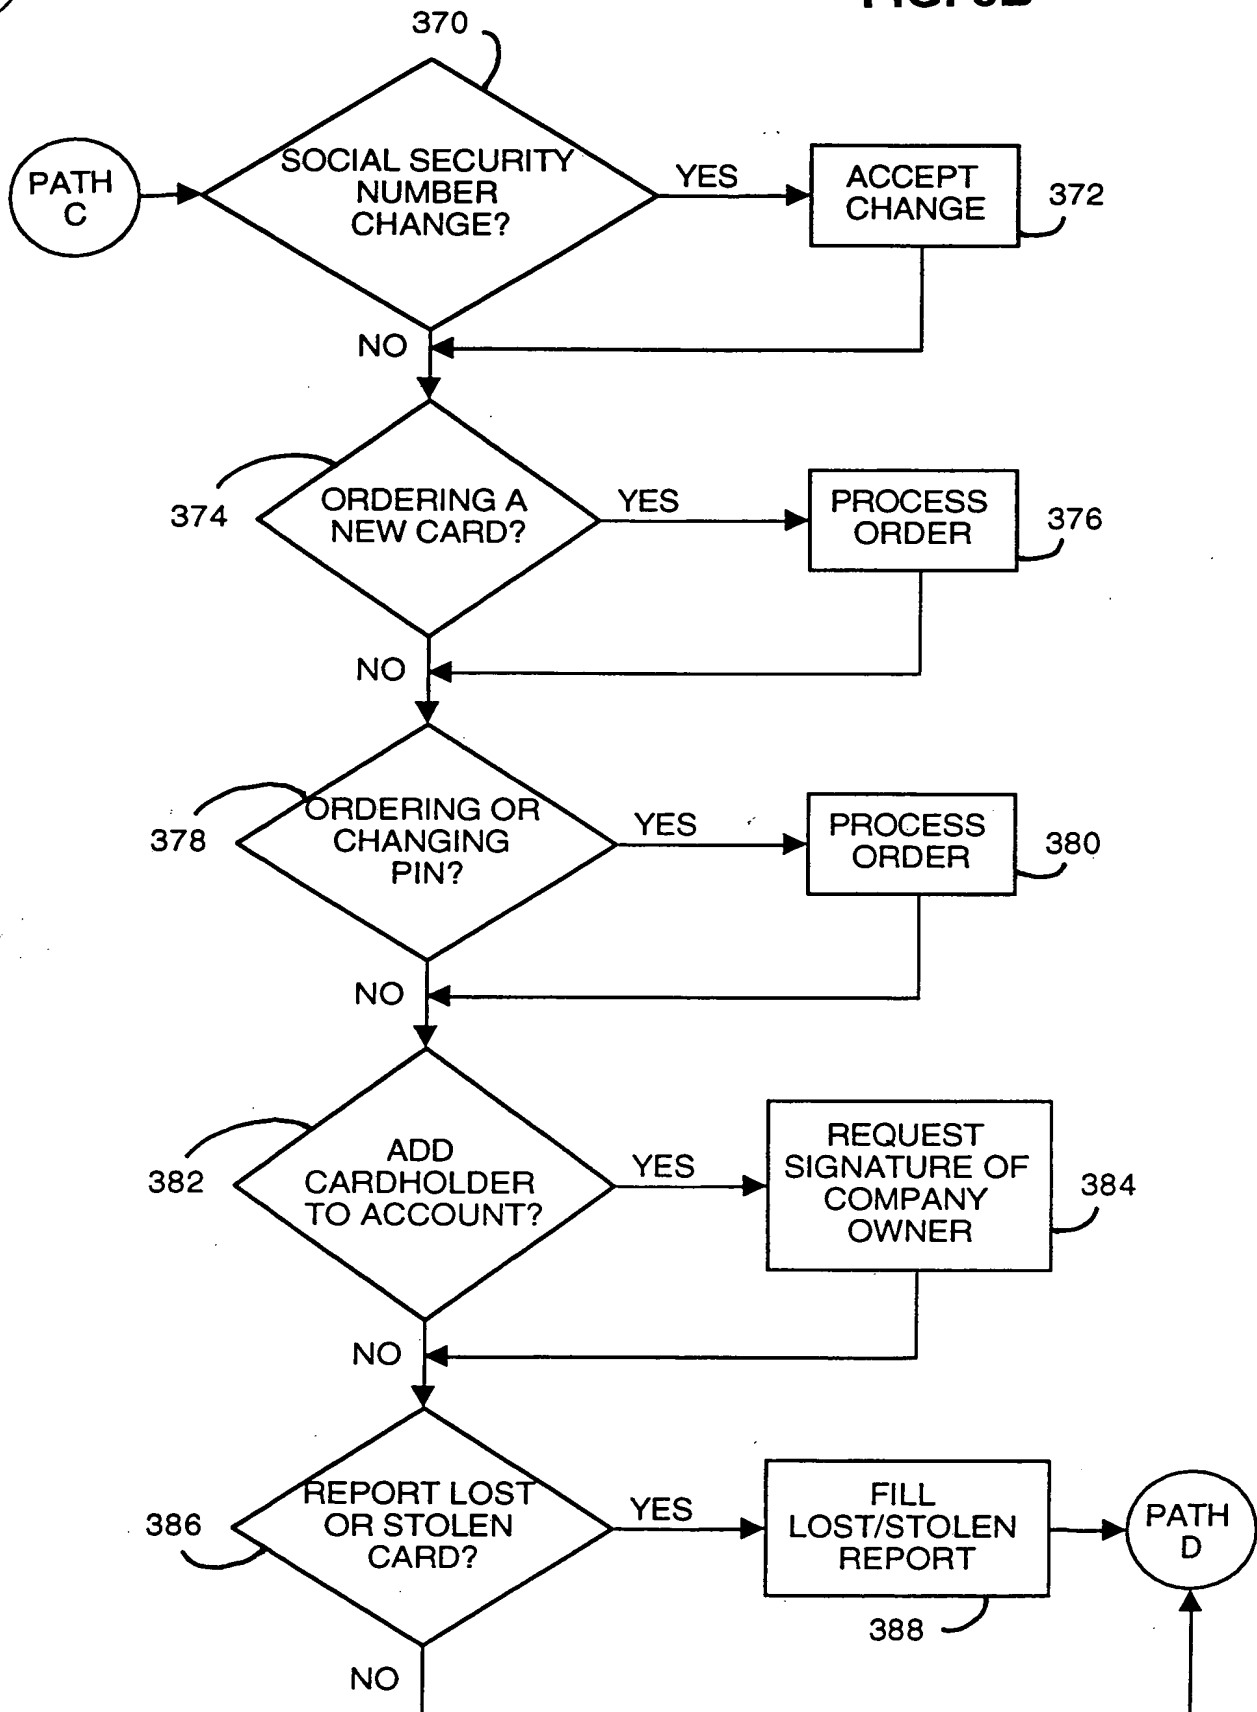 370
SOCIAL SECURITY
NUMBER
CHANGE?
PATH
C
YES
ACCEPT
CHANGE
372
NO
374
ORDERING A
NEW CARD?
YES
PROCESS
ORDER
376
NO
378
ORDERING OR
CHANGING
PIN?
YES
PROCESS
ORDER
380
NO
382
ADD
CARDHOLDER
TO ACCOUNT?
YES
REQUEST
SIGNATURE OF
COMPANY
OWNER
384
NO
386
REPORT LOST
OR STOLEN
CARD?
YES
FILL
LOST/STOLEN
REPORT
388
PATH
D
NO